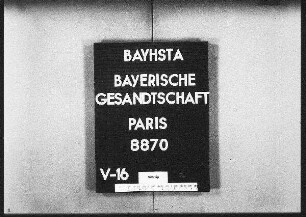 BAYHSTA
BAYERISCHE
GESANDTSCHAFT
PARIS
8870
V-16